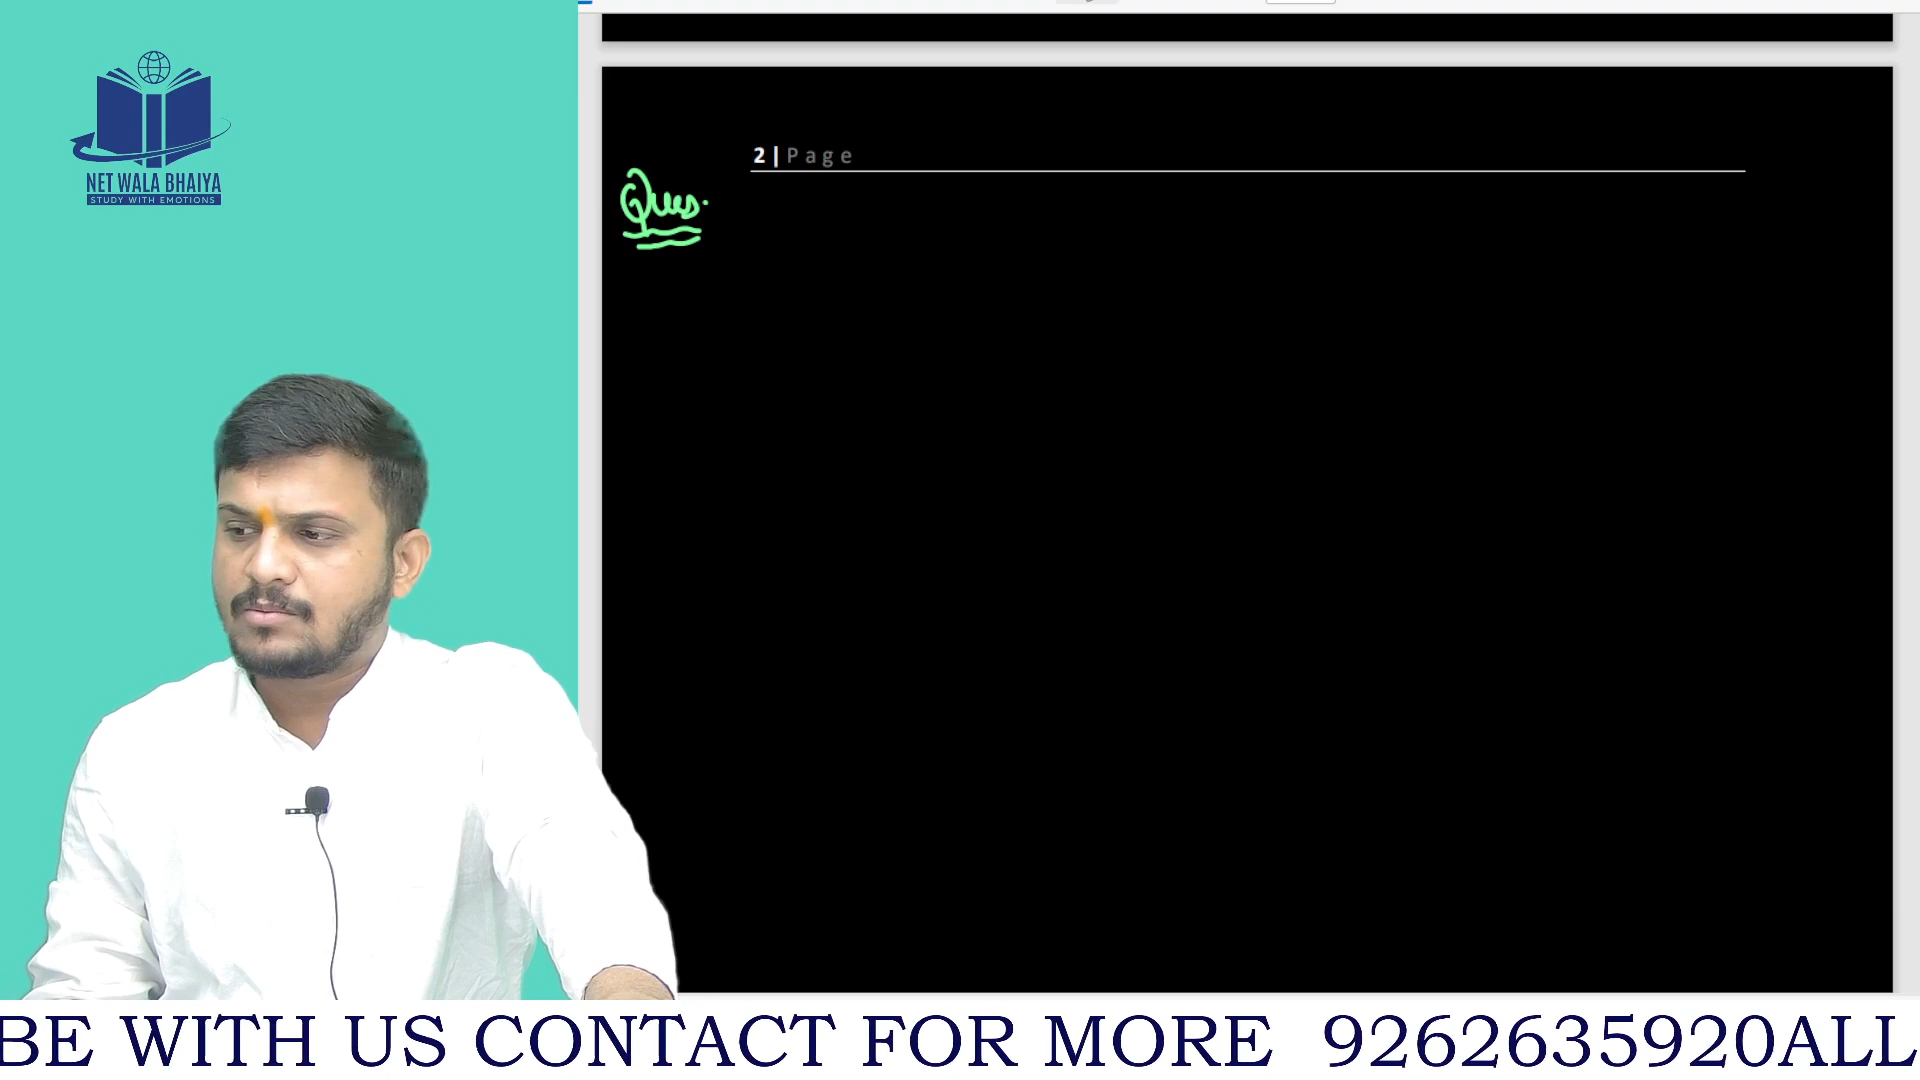 NET WALA BHAIYA
STUDY WITH EMOTIONS
2 | Page
Ques.
BE WITH US CONTACT FOR MORE 9262635920ALL